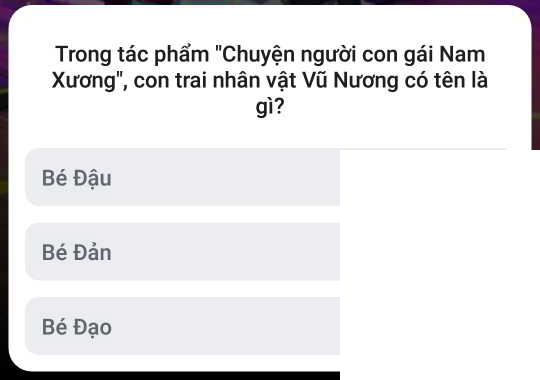 Trong tác phẩm "Chuyện người con gái Nam
Xương", con trai nhân vật Vũ Nương có tên là
gì?
Bé Đậu
Bé Đản
Bé Đạo